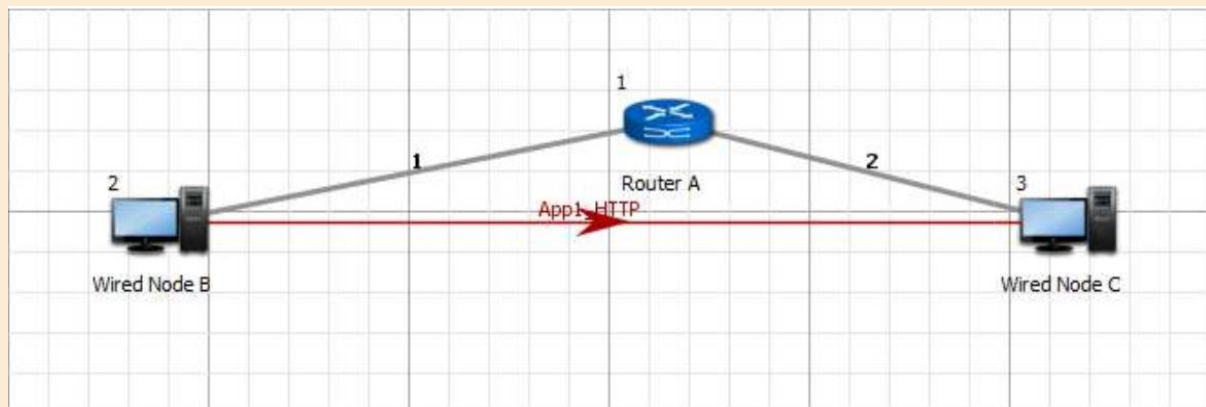 1
Router A
1
2
2
3
App1_HTTP
Wired Node B
Wired Node C